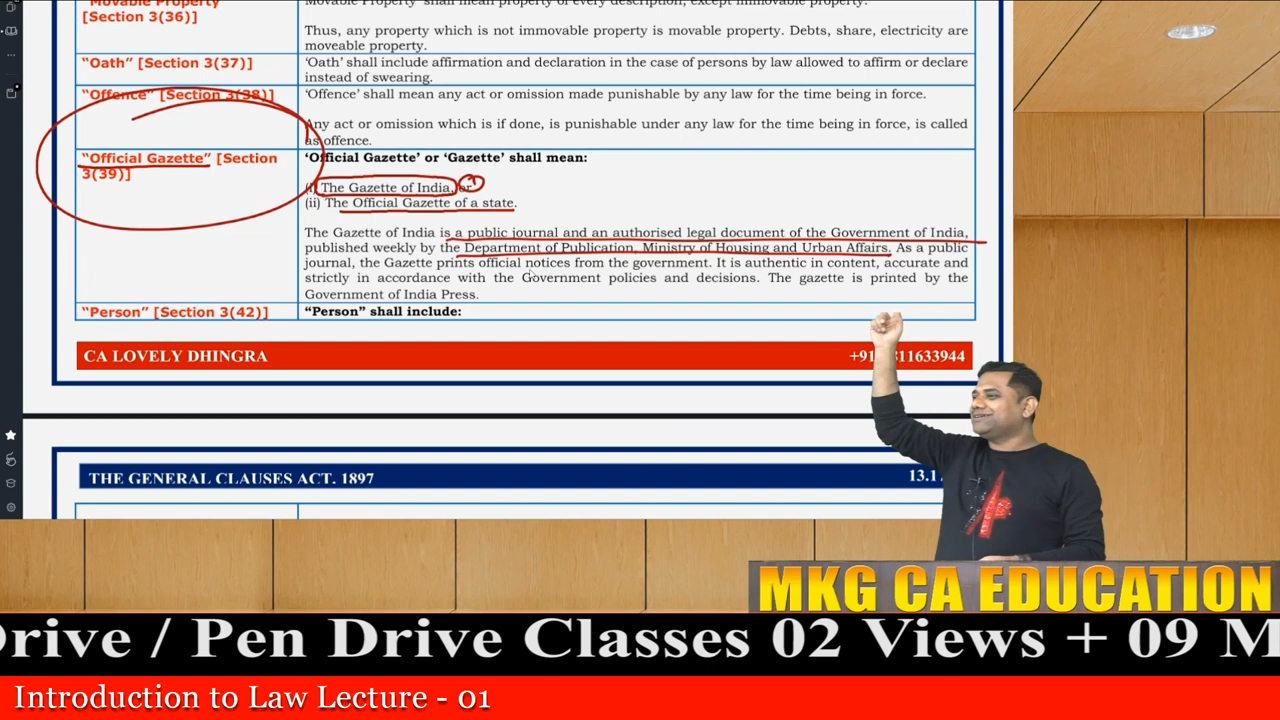 "Movable Property"
[Section 3(36)]
'Movable Property' shall mean property of every description, except immovable property.
Thus, any property which is not immovable property is movable property. Debts, share, electricity are
moveable property.
"Oath" [Section 3(37)]
'Oath' shall include affirmation and declaration in the case of persons by law allowed to affirm or declare
instead of swearing.
"Offence" [Section 3(38)]
'Offence' shall mean any act or omission made punishable by any law for the time being in force.
Any act or omission which is if done, is punishable under any law for the time being in force, is called
as offence.
"Official Gazette" [Section
3(39)]
'Official Gazette' or 'Gazette' shall mean:
(i) The Gazette of India, or
(ii) The Official Gazette of a state.
The Gazette of India is a public journal and an authorised legal document of the Government of India,
published weekly by the Department of Publication, Ministry of Housing and Urban Affairs. As a public
journal, the Gazette prints official notices from the government. It is authentic in content, accurate and
strictly in accordance with the Government policies and decisions. The gazette is printed by the
Government of India Press.
"Person" [Section 3(42)]
"Person" shall include:
CA LOVELY DHINGRA
+91 811633944
THE GENERAL CLAUSES ACT, 1897
13.1
MKG CA EDUCATION
Drive / Pen Drive Classes 02 Views + 09 M
Introduction to Law Lecture - 01